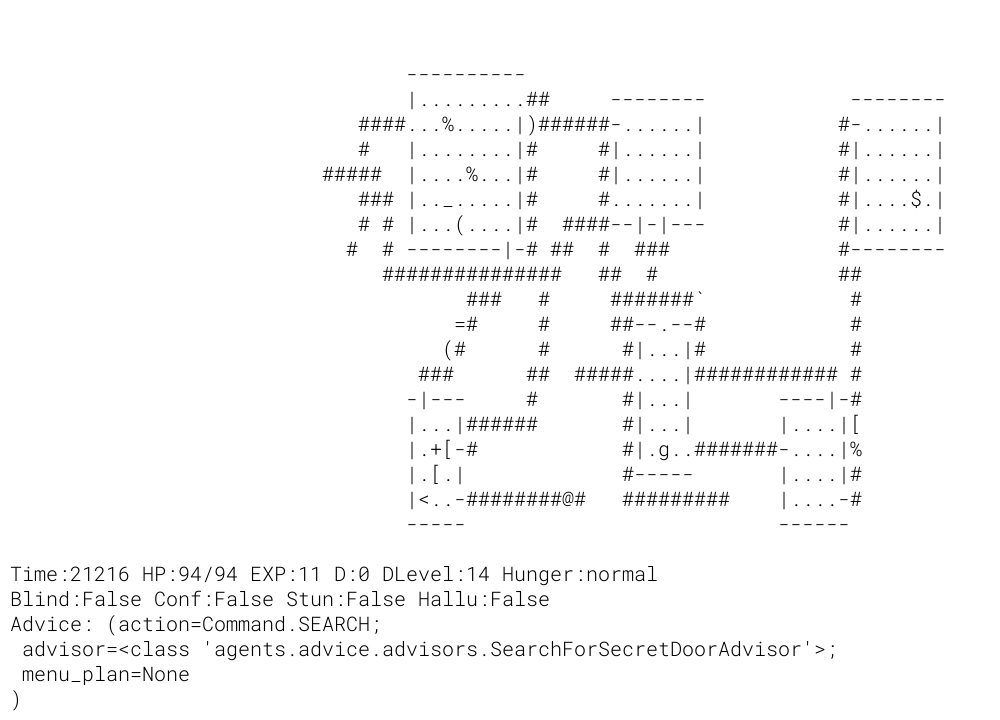 ----------
                                 |.........##     --------            --------
                             ####...%.....|)######-......|           #-......|
                             #   |........|#     #|......|           #|......|
                          #####  |....%...|#     #|......|           #|......|
                             ### |.._.....|#     #.......|           #|....$.|
                             # # |...(....|#  ####--|-|---           #|......|
                            #  # --------|-# ##  #  ###              #--------
                               ###############   ##  #               ##
                                      ###   #     #######`            #
                                     =#     #     ##--.--#            #
                                    (#      #      #|...|#            #
                                  ###      ##  #####....|############ #
                                 -|---     #       #|...|       ----|-#
                                 |...|######       #|...|       |....|[
                                 |.+[-#            #|.g..#######-....|%
                                 |.[.|             #-----       |....|#
                                 |<..-########@#   #########    |....-#
                                 -----                          ------
Time:21216 HP:94/94 EXP:11 D:0 DLevel:14 Hunger:normal
Blind:False Conf:False Stun:False Hallu:False
Advice: (action=Command.SEARCH;
 advisor=<class 'agents.advice.advisors.SearchForSecretDoorAdvisor'>;
 menu_plan=None
)